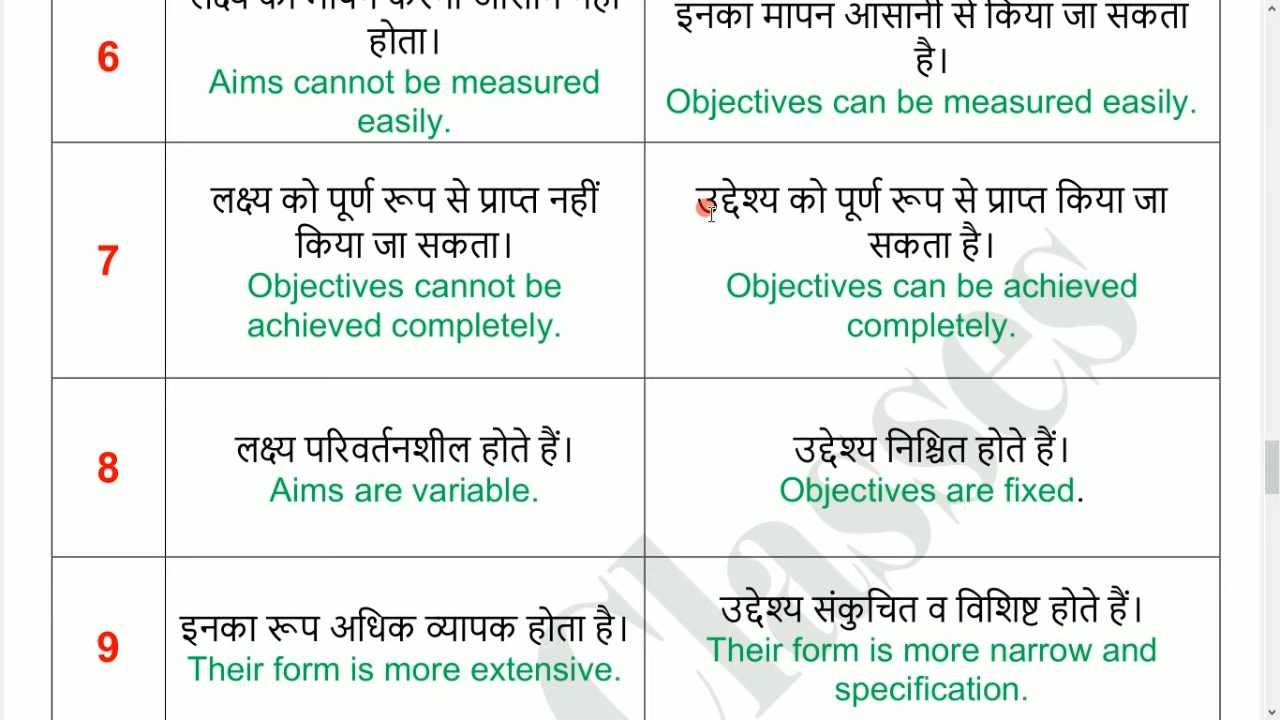 6
होता।
Aims cannot be measured
easily.
इनका मापन आसानी से किया जा सकता
है।
Objectives can be measured easily.
7
लक्ष्य को पूर्ण रूप से प्राप्त नहीं
किया जा सकता।
Objectives cannot be
achieved completely.
उद्देश्य को पूर्ण रूप से प्राप्त किया जा
सकता है।
Objectives can be achieved
completely.
8
लक्ष्य परिवर्तनशील होते हैं।
Aims are variable.
उद्देश्य निश्चित होते हैं।
Objectives are fixed.
9
इनका रूप अधिक व्यापक होता है।
Their form is more extensive.
उद्देश्य संकुचित व विशिष्ट होते हैं।
Their form is more narrow and
specification.
Classes